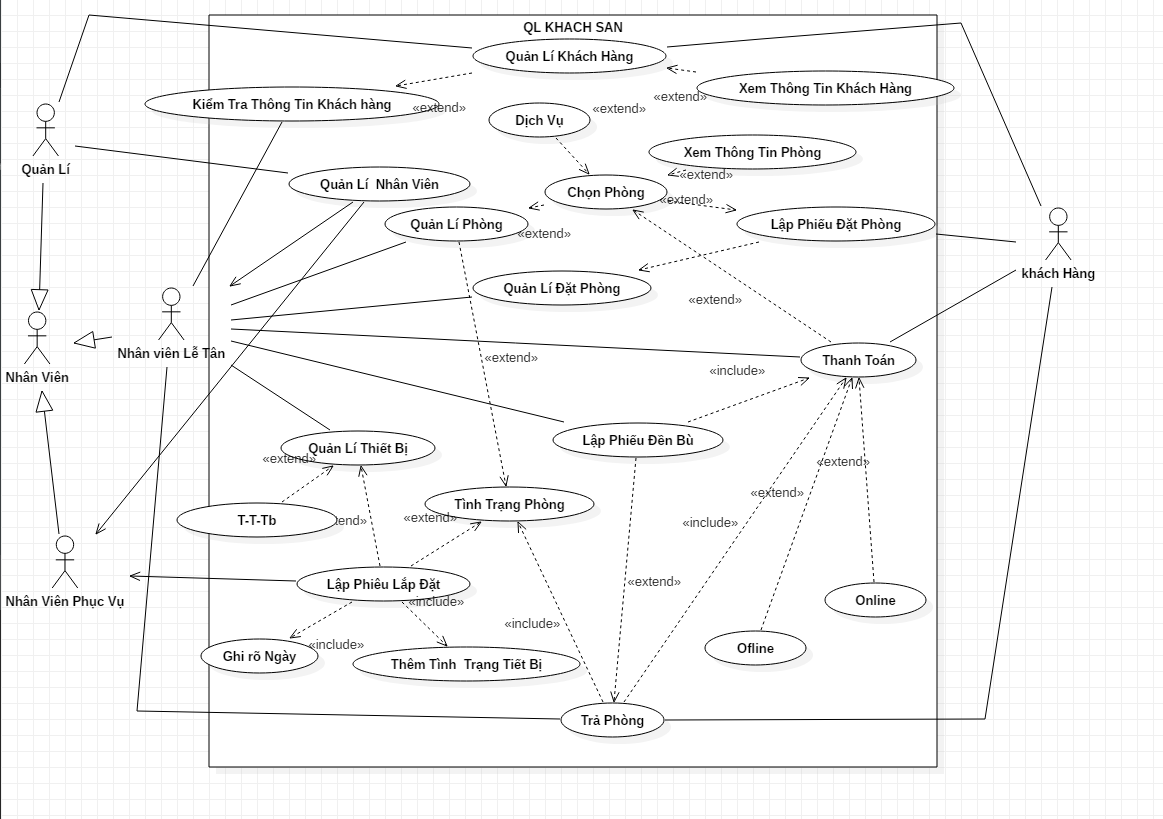 QL KHACH SAN
Quản Lí Khách Hàng
Xem Thông Tin Khách Hàng
«extend»
Kiểm Tra Thông Tin Khách hàng
«extend»
«extend»
Dịch Vụ
Xem Thông Tin Phòng
Quản Lí
«extend»
Quản Lí  Nhân Viên
Chọn Phòng
«extend»
Quản Lí Phòng
Lập Phiếu Đặt Phòng
«extend»
khách Hàng
Quản Lí Đặt Phòng
«extend»
Nhân viên Lễ Tân
«extend»
Thanh Toán
«include»
Nhân Viên
Lập Phiếu Đền Bù
Quản Lí Thiết Bị
«extend»
«extend»
«extend»
Tình Trạng Phòng
«extend»
T-T-Tb
tend»
«include»
«extend»
Lập Phiêu Lắp Đặt
Nhân Viên Phục Vụ
«include»
Online
«include»
«include»
Ghi rõ Ngày
Ofline
Thêm Tình  Trạng Tiết Bị
Trả Phòng